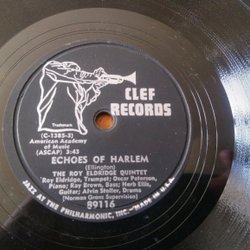 CLEF
RECORDS
Trademark
(C-1385-3)
American Academy
of Music
(ASCAP) 3:43
ECHOES OF HARLEM
(Ellington)
THE ROY ELDRIDGE QUINTET
Roy Eldridge, Trumpet; Oscar Peterson,
Piano; Ray Brown, Bass; Herb Ellis,
Guitar; Alvin Stoller, Drums
(Norman Granz Supervision)
89116
JAZZ AT THE PHILHARMONIC, INC. - MADE IN U.S.A.